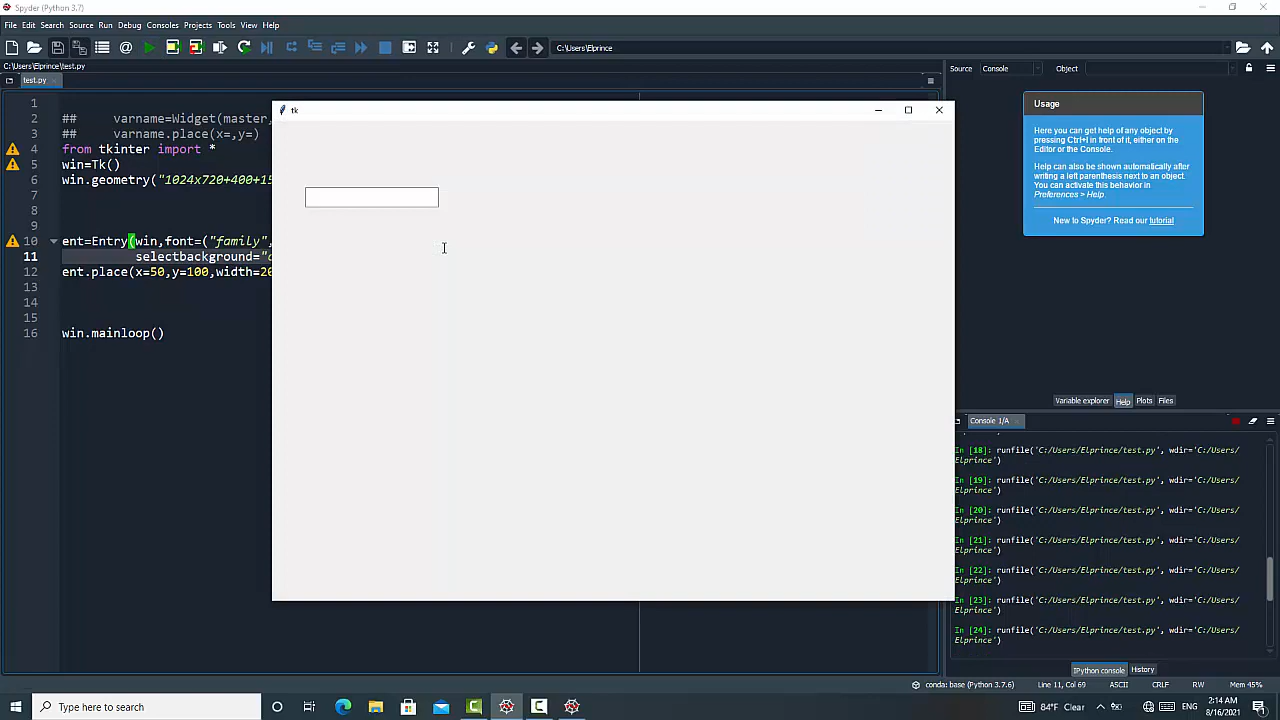 Spyder (Python 3.7)
File Edit Search Source Run Debug Consoles Projects Tools View Help
C:\Users\Elprince
C:\Users\Elprince\test.py
test.py
1
2 ## varname=Widget(master,
3 ## varname.place(x=,y=)
4 from tkinter import *
5 win=Tk()
6 win.geometry("1024x720+400+15
7
8
9
10 ent=Entry(win,font=("family",
11 selectbackground="
12 ent.place(x=50,y=100,width=20
13
14
15
16 win.mainloop()
tk
Source Console Object
Usage
Here you can get help of any object by
pressing Ctrl+I in front of it, either on the
Editor or the Console.
Help can also be shown automatically after
writing a left parenthesis next to an object.
You can activate this behavior in
Preferences > Help.
New to Spyder? Read our tutorial
Variable explorer Help Plots Files
Console 1/A
In [18]: runfile('C:/Users/Elprince/test.py', wdir='C:/Users/
Elprince')
In [19]: runfile('C:/Users/Elprince/test.py', wdir='C:/Users/
Elprince')
In [20]: runfile('C:/Users/Elprince/test.py', wdir='C:/Users/
Elprince')
In [21]: runfile('C:/Users/Elprince/test.py', wdir='C:/Users/
Elprince')
In [22]: runfile('C:/Users/Elprince/test.py', wdir='C:/Users/
Elprince')
In [23]: runfile('C:/Users/Elprince/test.py', wdir='C:/Users/
Elprince')
In [24]: runfile('C:/Users/Elprince/test.py', wdir='C:/Users/
Elprince')
IPython console History
conda: base (Python 3.7.6) Line 11, Col 69 ASCII CRLF RW Mem 45%
Type here to search
84°F Clear ENG
2:14 AM
8/16/2021